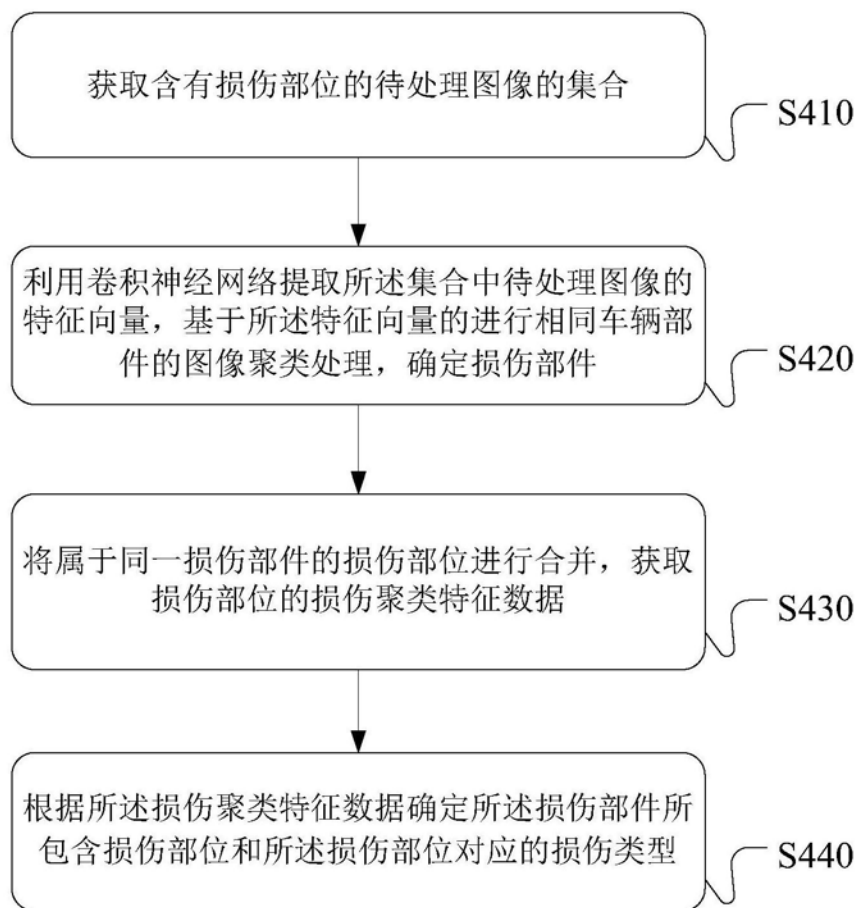 获取含有损伤部位的待处理图像的集合
S410
利用卷积神经网络提取所述集合中待处理图像的
特征向量，基于所述特征向量的进行相同车辆部
件的图像聚类处理，确定损伤部件
S420
将属于同一损伤部件的损伤部位进行合并，获取
损伤部位的损伤聚类特征数据
S430
根据所述损伤聚类特征数据确定所述损伤部件所
包含损伤部位和所述损伤部位对应的损伤类型
S440